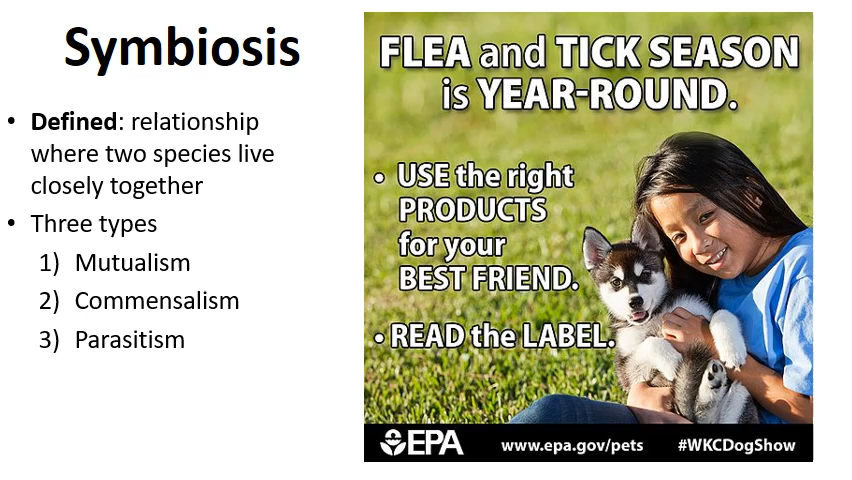 Symbiosis
• Defined: relationship
where two species live
closely together
• Three types
1) Mutualism
2) Commensalism
3) Parasitism
FLEA and TICK SEASON
is YEAR-ROUND.
• USE the right
PRODUCTS
for your
BEST FRIEND.
• READ the LABEL.
EPA www.epa.gov/pets #WKCDogShow